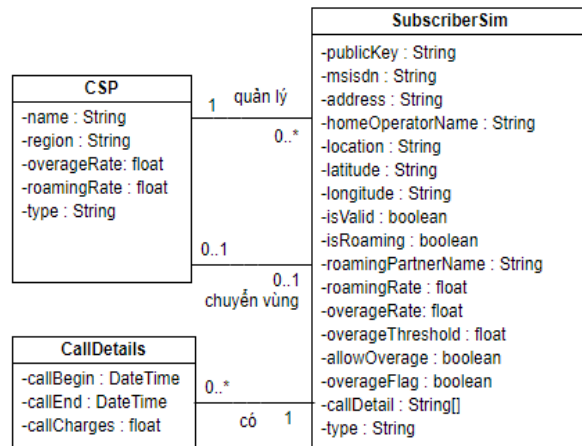 CSP
-name : String
-region : String
-overageRate: float
-roamingRate : float
-type : String
1
quản lý
0..*
0..1
0..1
chuyển vùng
SubscriberSim
-publicKey : String
-msisdn : String
-address : String
-homeOperatorName : String
-location : String
-latitude : String
-longitude : String
-isValid : boolean
-isRoaming : boolean
-roamingPartnerName : String
-roamingRate : float
-overageRate: float
-overageThreshold : float
-allowOverage : boolean
-overageFlag : boolean
-callDetail : String[]
-type : String
CallDetails
-callBegin : DateTime
-callEnd : DateTime
-callCharges : float
0..*
có 1